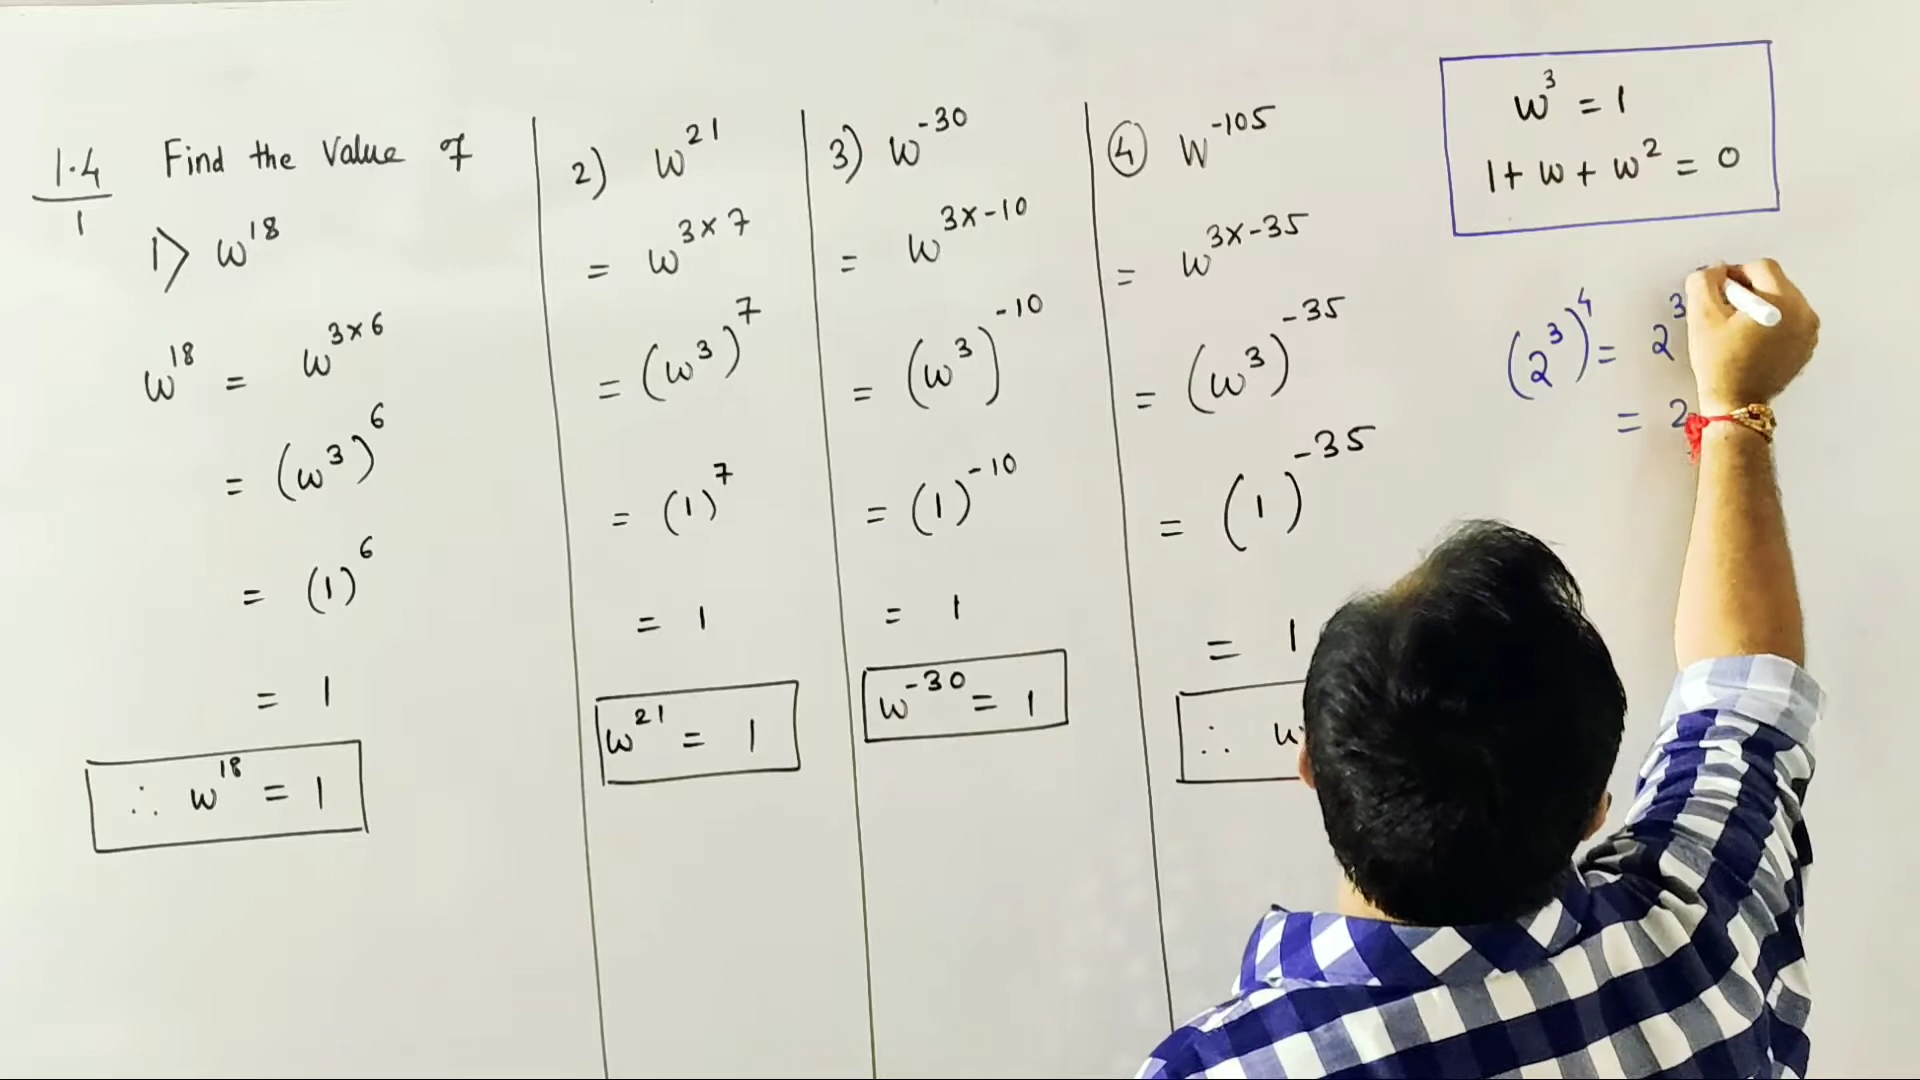 1.4
1
Find the Value of
1> w^18
w^18 = w^(3×6)
= (w^3)^6
= (1)^6
= 1
∴ w^18 = 1
2) w^21
= w^(3×7)
= (w^3)^7
= (1)^7
= 1
w^21 = 1
3) w^-30
= w^(3×-10)
= (w^3)^-10
= (1)^-10
= 1
w^-30 = 1
④ w^-105
= w^(3×-35)
= (w^3)^-35
= (1)^-35
= 1
∴ w
w^3 = 1
1 + w + w^2 = 0
(2^3)^4 = 2^3
= 2